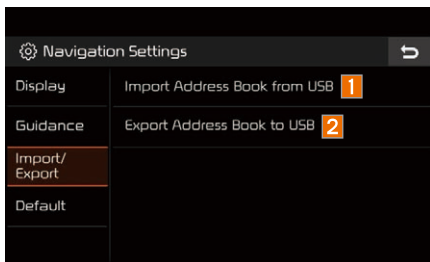 Navigation Settings
Display
Import Address Book from USB 1
Guidance
Export Address Book to USB 2
Import/
Export
Default